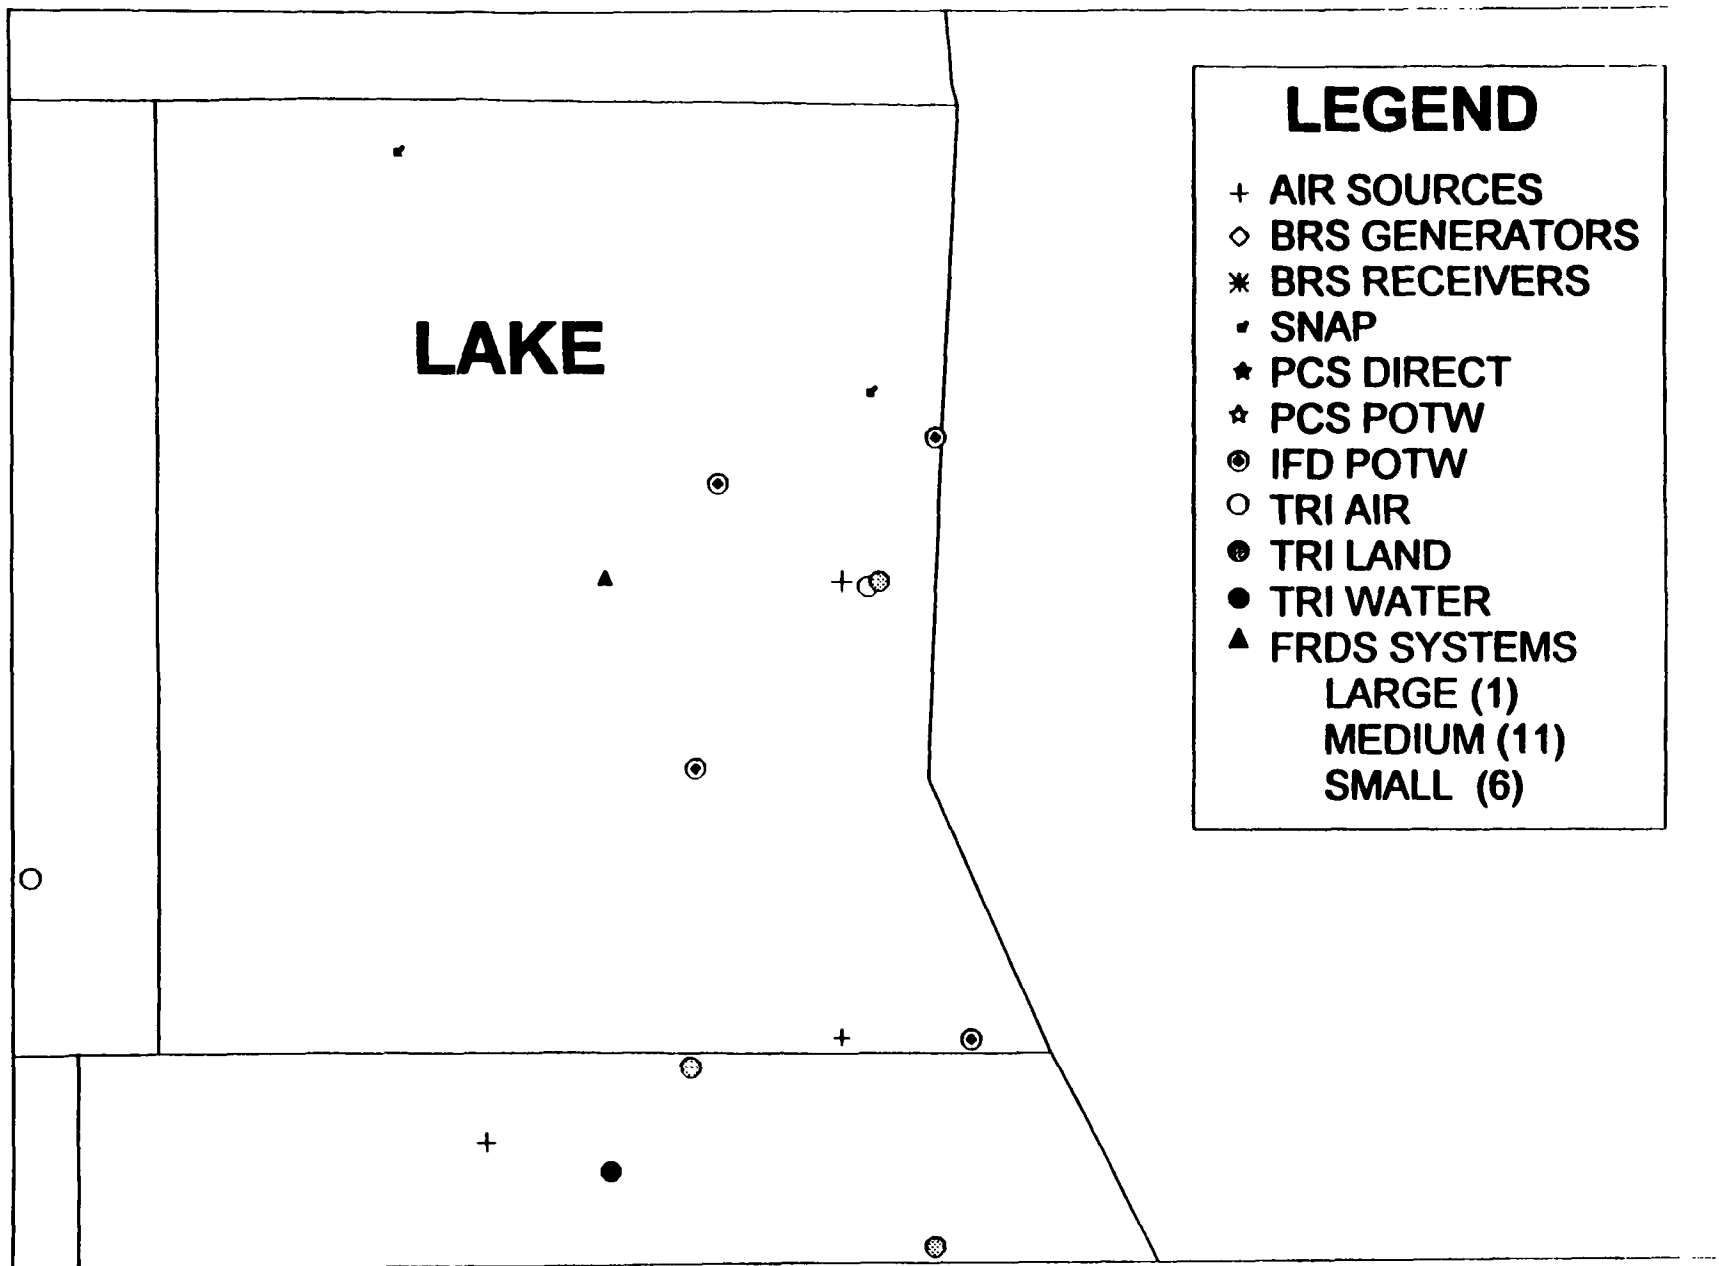 LAKE
LEGEND
AIR SOURCES
BRS GENERATORS
BRS RECEIVERS
SNAP
PCS DIRECT
PCS POTW
IFD POTW
TRI AIR
TRI LAND
TRI WATER
FRDS SYSTEMS
LARGE (1)
MEDIUM (11)
SMALL (6)